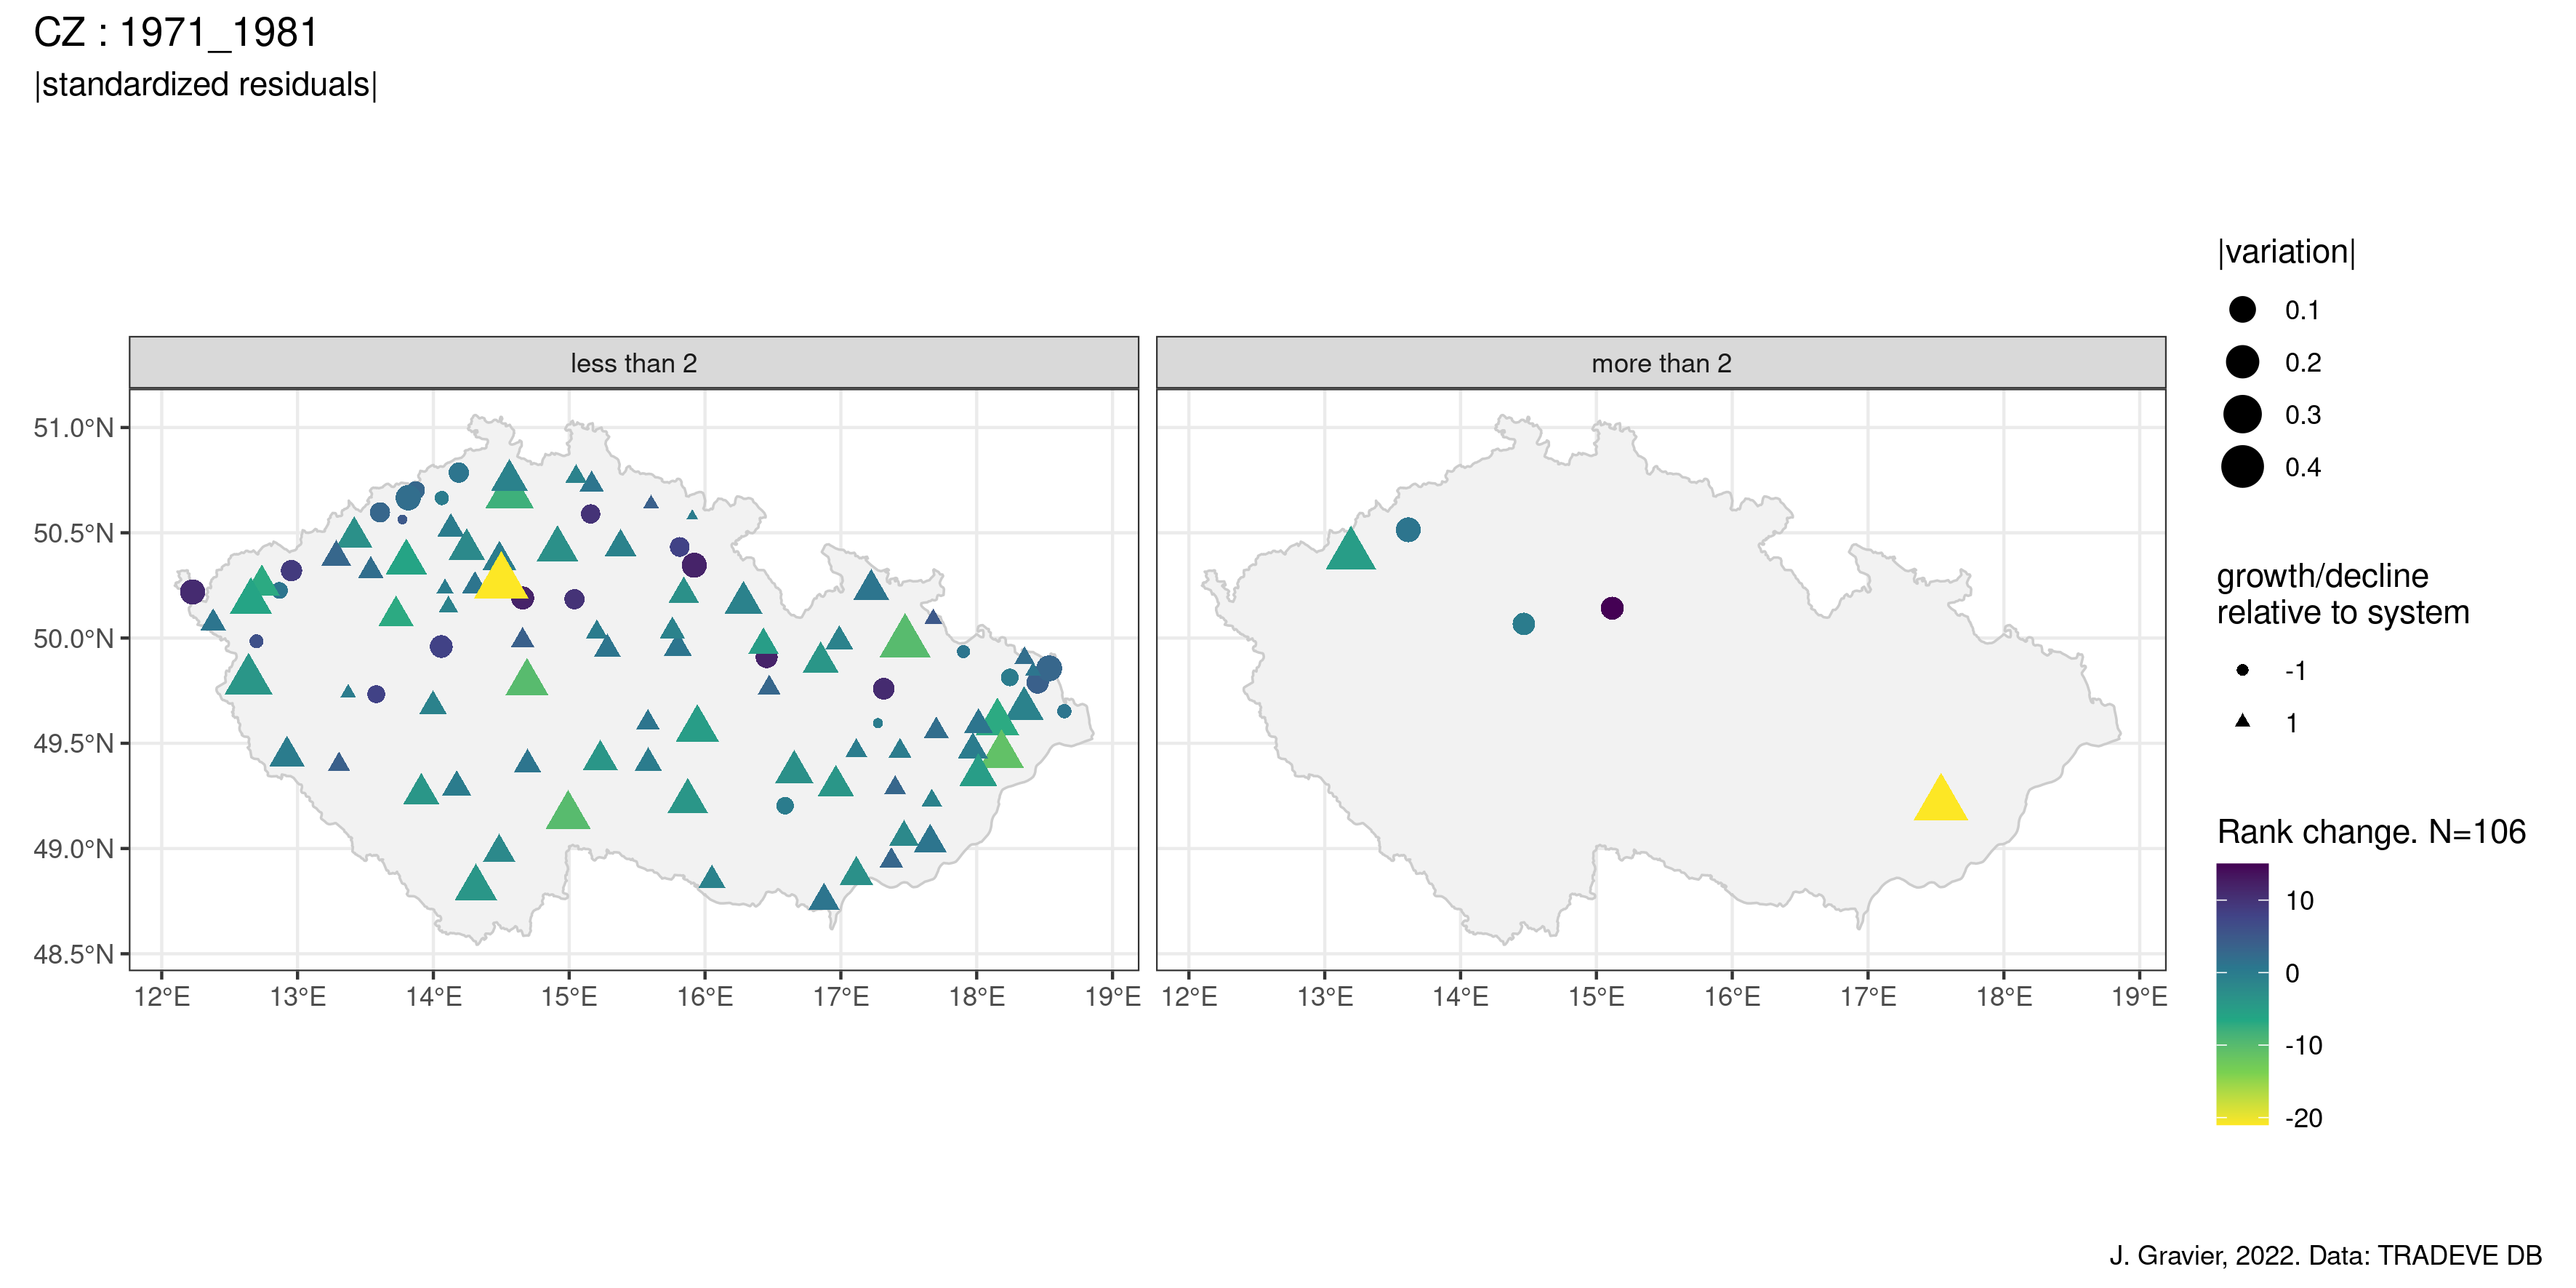 CZ : 1971_1981
|standardized residuals|
less than 2
more than 2
51.0°N
50.5°N
50.0°N
49.5°N
49.0°N
48.5°N
12°E 13°E 14°E 15°E 16°E 17°E 18°E 19°E
12°E 13°E 14°E 15°E 16°E 17°E 18°E 19°E
|variation|
0.1
0.2
0.3
0.4
growth/decline
relative to system
-1
1
Rank change. N=106
10
0
-10
-20
J. Gravier, 2022. Data: TRADEVE DB